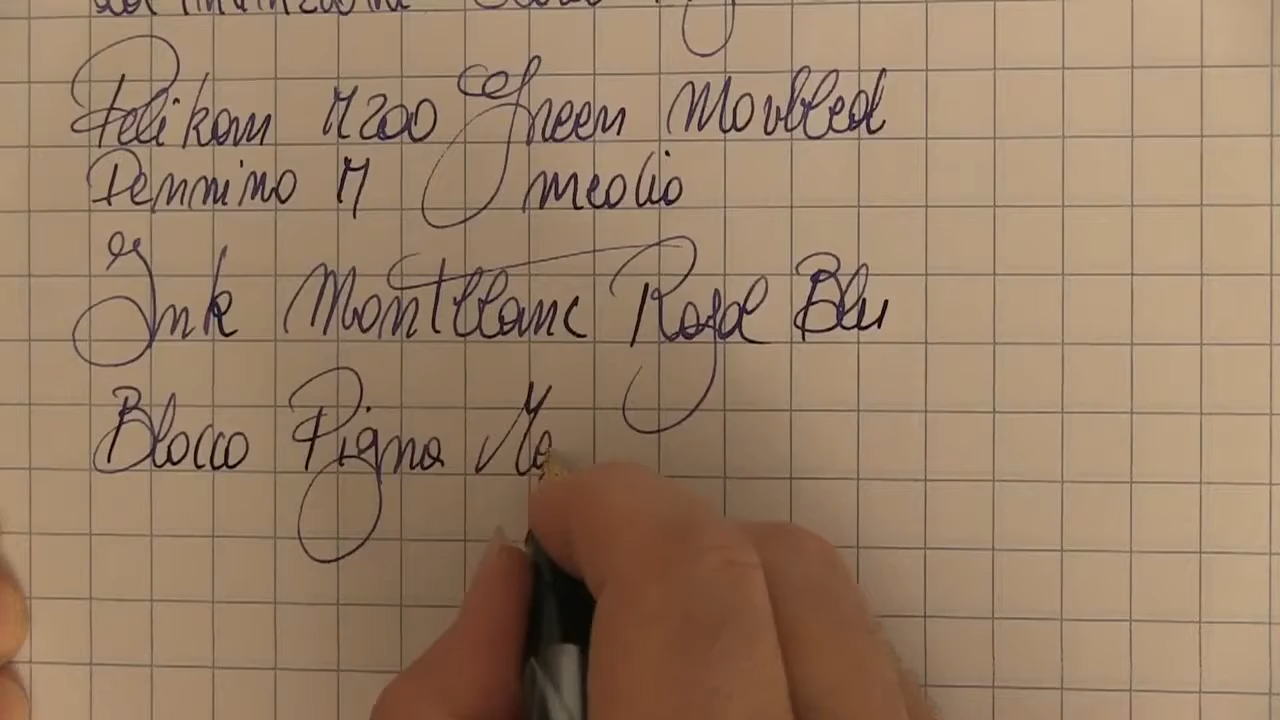 Pelikan M200 Green Marbled
Pennino M medio
Ink Montblanc Royal Blu
Blocco Pigna